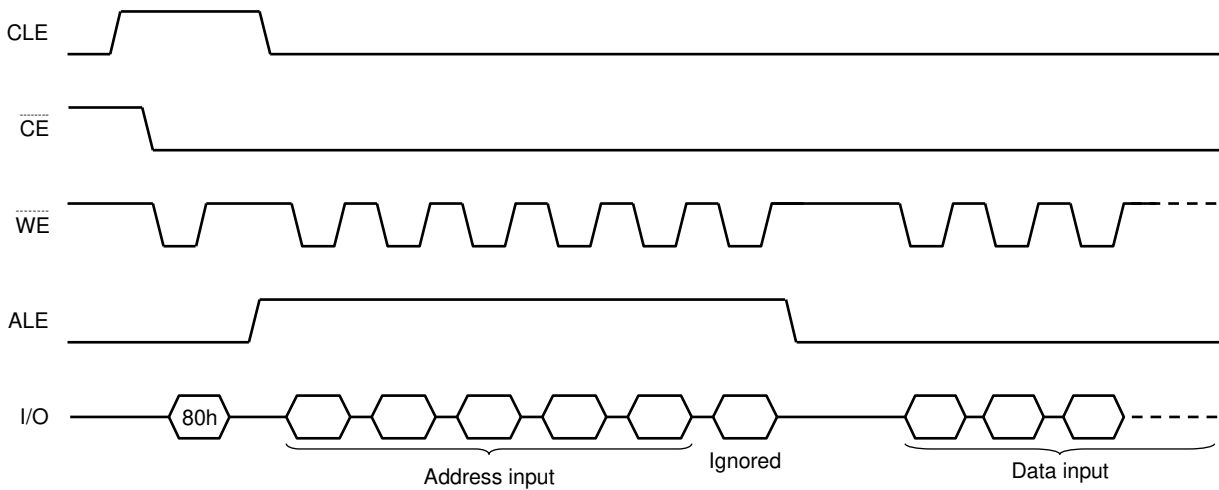 CLE
CE
WE
ALE
I/O
80h
Address input
Ignored
Data input